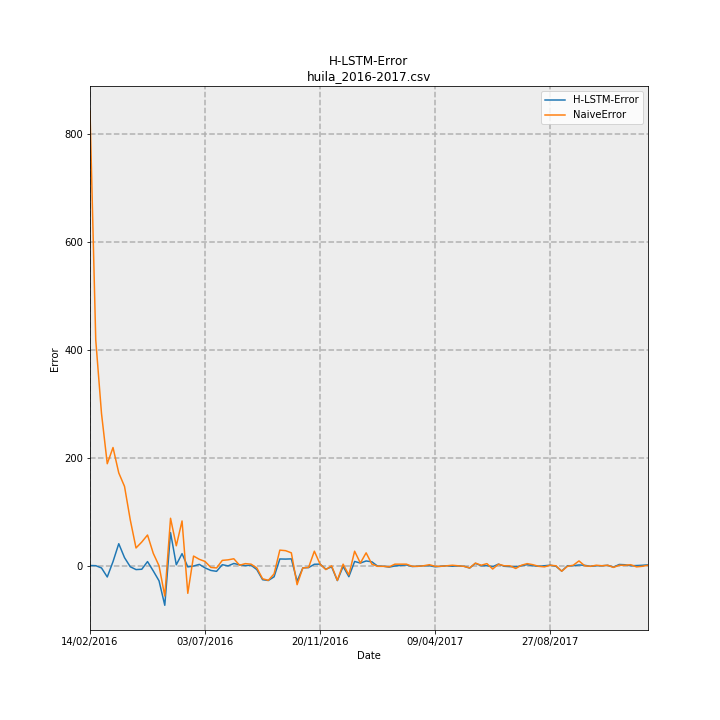 H-LSTM-Error
huila_2016-2017.csv
H-LSTM-Error
NaiveError
Error
800
600
400
200
0
14/02/2016
03/07/2016
20/11/2016
09/04/2017
27/08/2017
Date